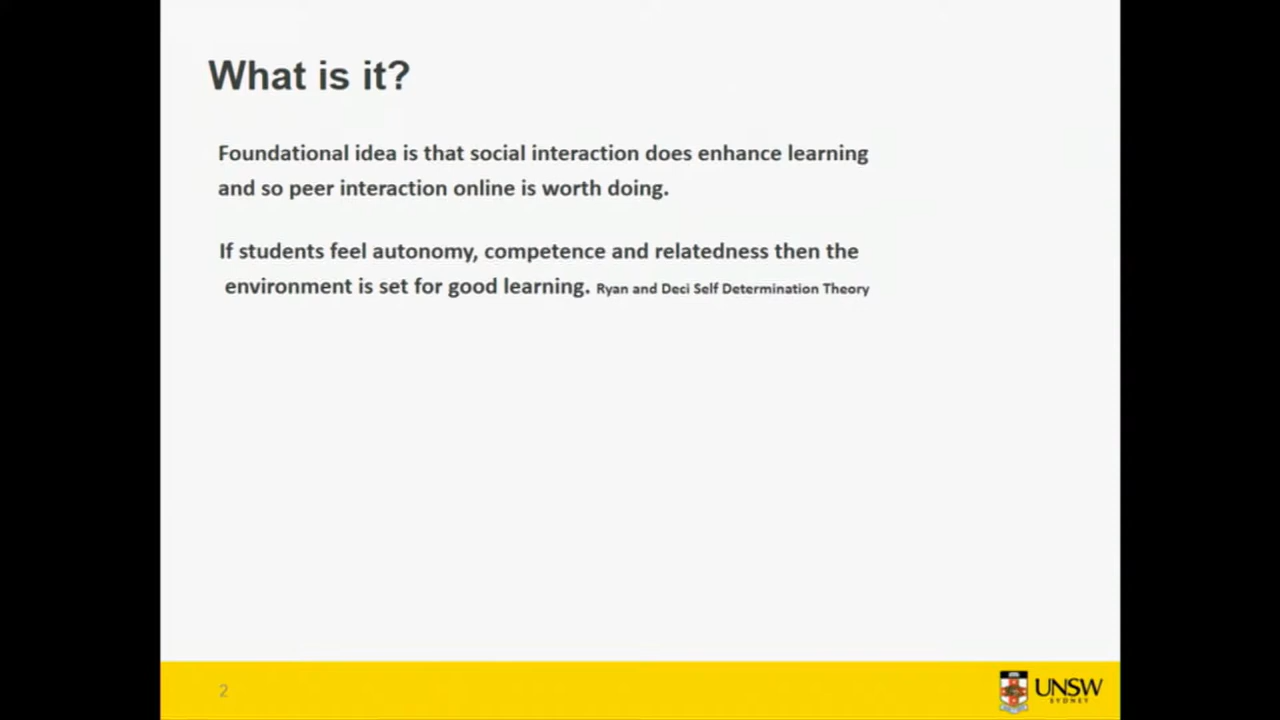 What is it?
Foundational idea is that social interaction does enhance learning
and so peer interaction online is worth doing.
If students feel autonomy, competence and relatedness then the
environment is set for good learning. Ryan and Deci Self Determination Theory
2
UNSW
SYDNEY